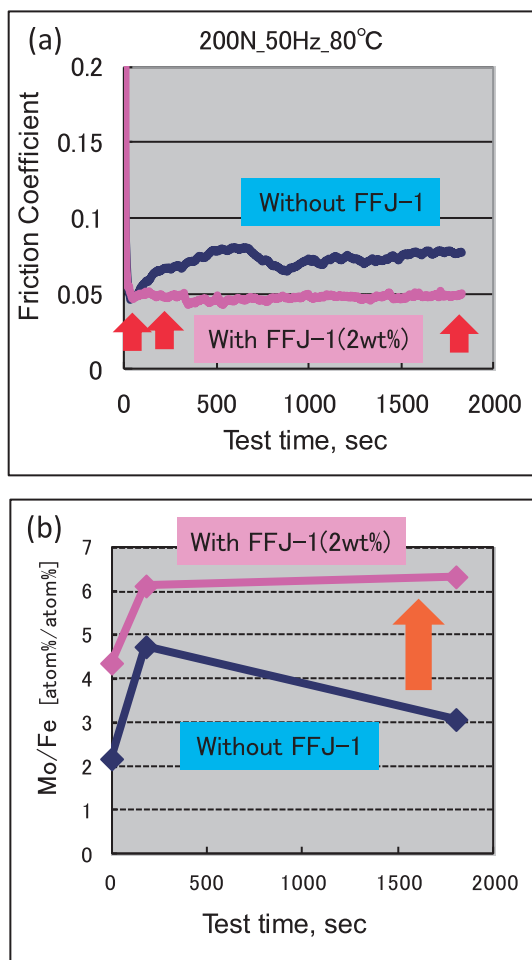 (a)
200N_50Hz_80℃
Friction Coefficient
0.2
0.15
0.1
0.05
0
Without FFJ-1
With FFJ-1(2wt%)
0 500 1000 1500 2000
Test time, sec
(b)
Mo/Fe [atom%/atom%]
7
6
5
4
3
2
1
0
With FFJ-1(2wt%)
Without FFJ-1
0 500 1000 1500 2000
Test time, sec